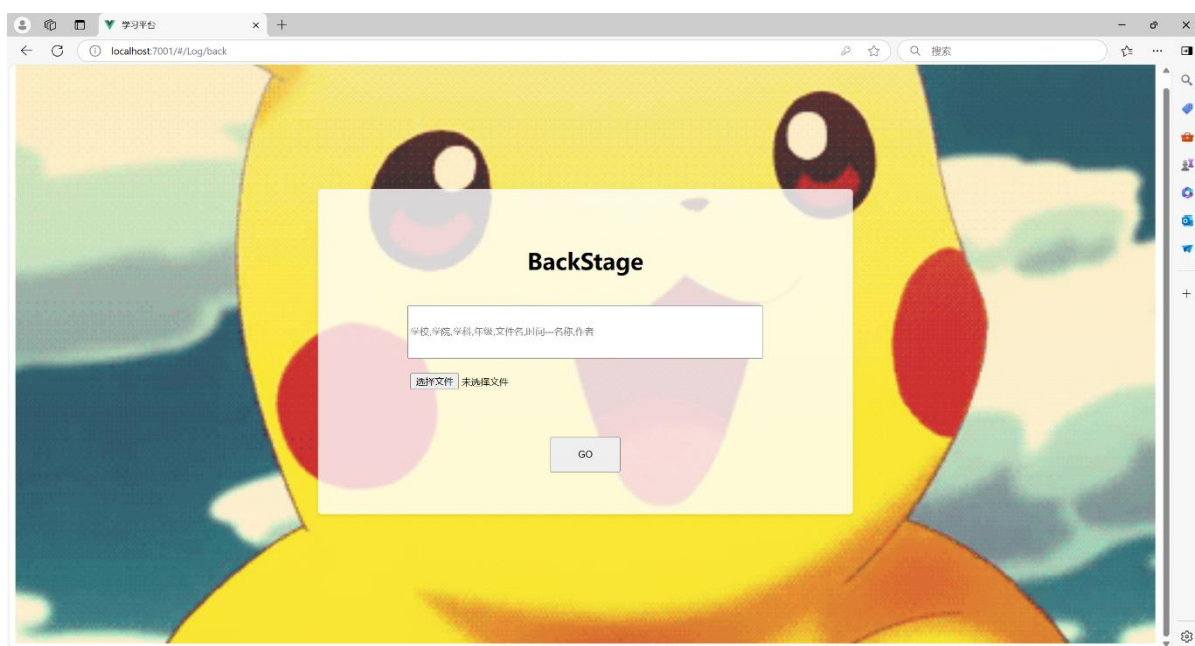 学习平台
localhost:7001/#/Log/back
搜索
BackStage
学校,学院,学科,年级,文件名,时间---名称,作者
选择文件 未选择文件
GO